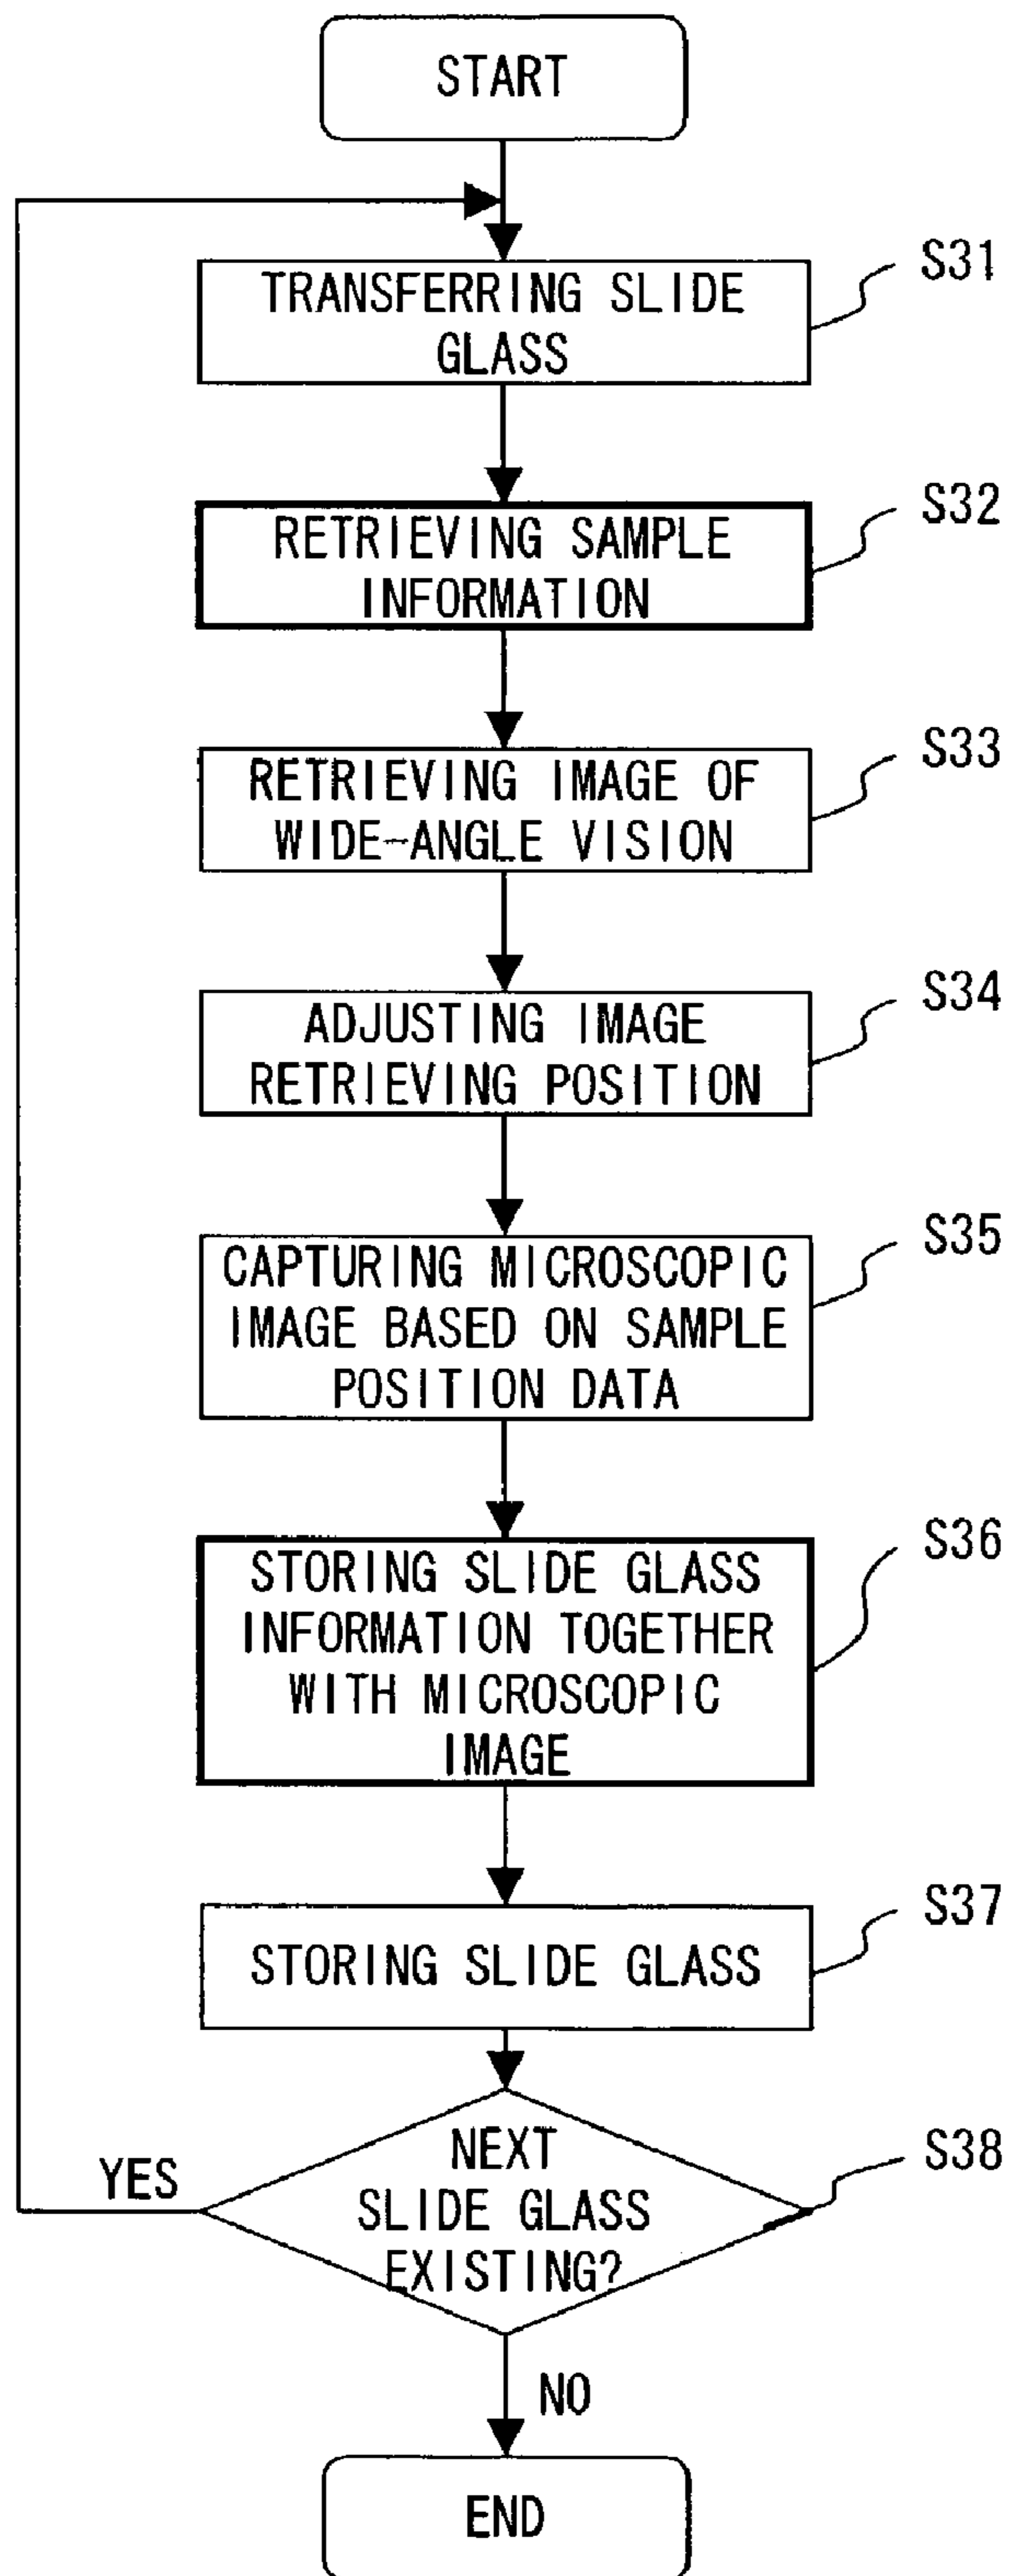 START
TRANSFERRING SLIDE
GLASS
S31
RETRIEVING SAMPLE
INFORMATION
S32
RETRIEVING IMAGE OF
WIDE-ANGLE VISION
S33
ADJUSTING IMAGE
RETRIEVING POSITION
S34
CAPTURING MICROSCOPIC
IMAGE BASED ON SAMPLE
POSITION DATA
S35
STORING SLIDE GLASS
INFORMATION TOGETHER
WITH MICROSCOPIC
IMAGE
S36
STORING SLIDE GLASS
S37
NEXT
SLIDE GLASS
EXISTING?
S38
YES
NO
END